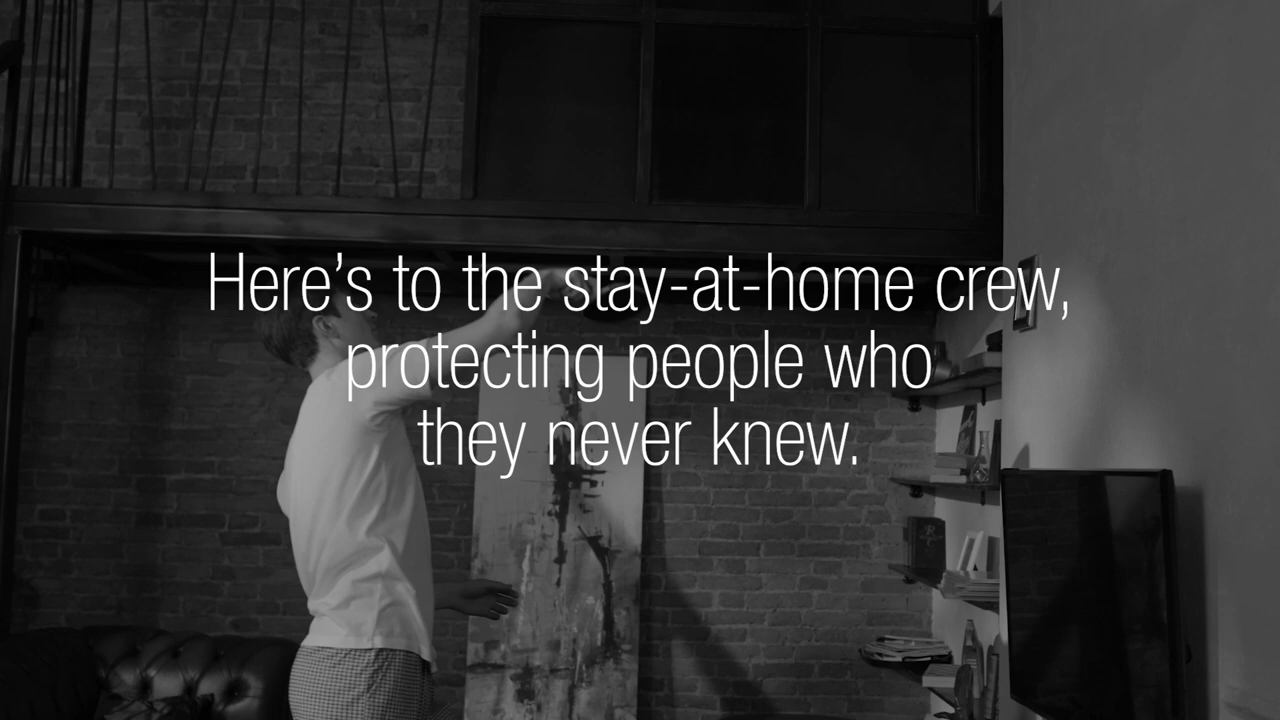 Here’s to the stay-at-home crew,
protecting people who
they never knew.